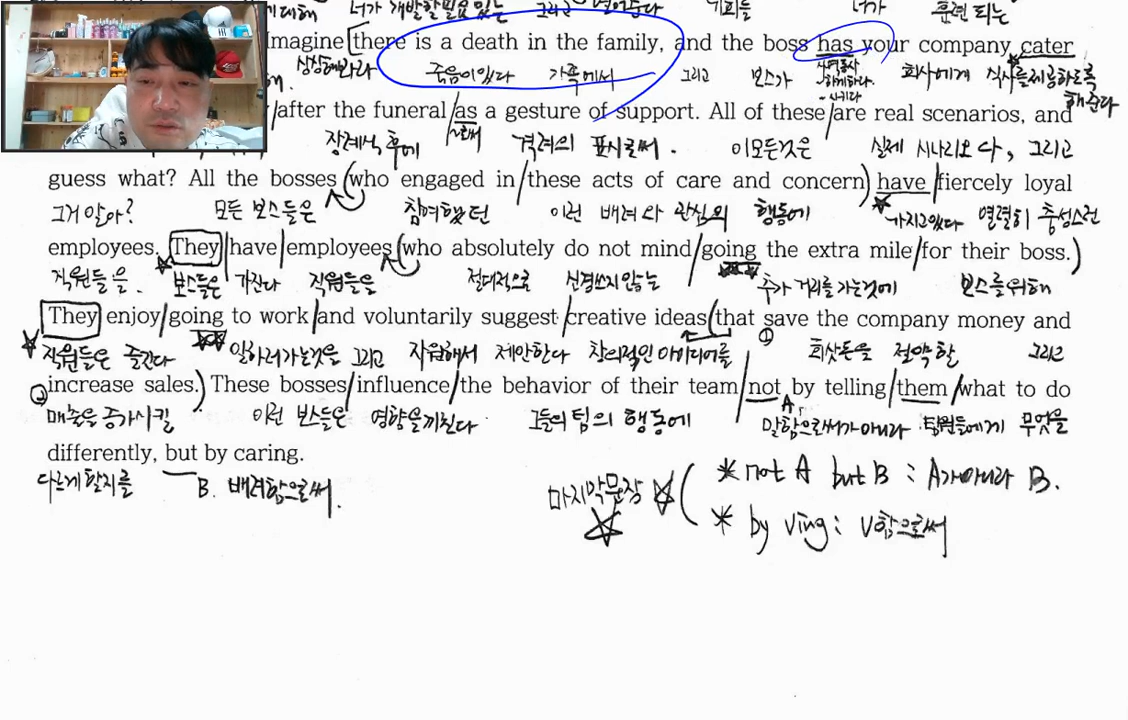 너가 개발할필요있는 그리고 열어준다 기회들 너가 훈련 되는
Imagine there is a death in the family, and the boss has your company cater
상상해봐라 죽음이있다 가족에서 그리고 보스가 회사에게 식사를제공하도록 해준다
after the funeral as a gesture of support. All of these are real scenarios, and
장례식 후에 격려의 표시로써. 이모든것은 실제 시나리오 다, 그리고
guess what? All the bosses (who engaged in these acts of care and concern) have fiercely loyal
그거 알아? 모든 보스들은 참여했던 이런 배려와 관심의 행동에 가지고있다 열렬히 충성스런
employees. They have employees (who absolutely do not mind going the extra mile for their boss.)
직원들을. 보스들은 가진다 직원들을 절대적으로 신경쓰지않는 추가 거리를 가는것에 보스를위해
They enjoy going to work and voluntarily suggest creative ideas (that save the company money and
직원들은 즐긴다 일하러가는것을 그리고 자원해서 제안한다 창의적인 아이디어를 ① 회삿돈을 절약할 그리고
increase sales.) These bosses influence the behavior of their team not by telling them what to do
② 매출을 증가시킬 이런 보스들은 영향을끼친다 그들의 팀의 행동에 A. 말함으로써가아니라 팀원들에게 무엇을
differently, but by caring.
다르게할지를 B. 배려함으로써.
마지막문장 ( * not A but B : A가아니라 B.
* by Ving : V함으로써